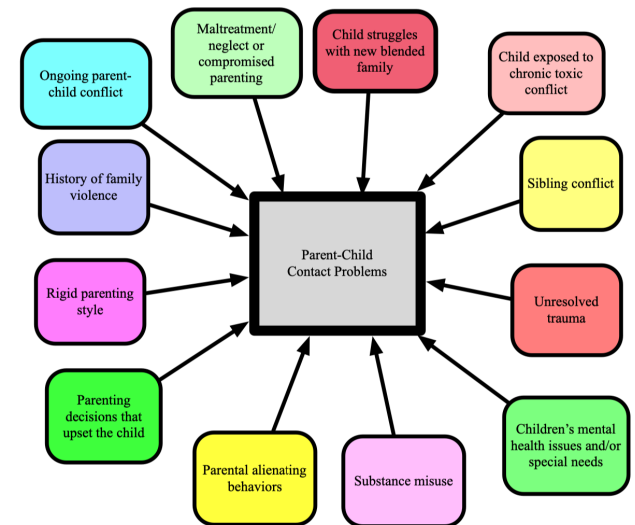 Maltreatment/
neglect or
compromised
parenting
Child struggles
with new blended
family
Child exposed to
chronic toxic
conflict
Ongoing parent-
child conflict
History of family
violence
Sibling conflict
Parent-Child
Contact Problems
Rigid parenting
style
Unresolved
trauma
Parenting
decisions that
upset the child
Children’s mental
health issues and/or
special needs
Parental alienating
behaviors
Substance misuse